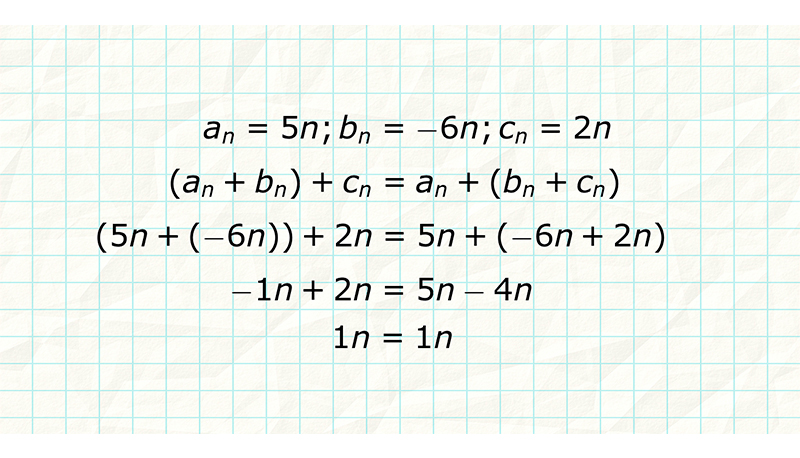 aₙ = 5n; bₙ = −6n; cₙ = 2n
(aₙ + bₙ) + cₙ = aₙ + (bₙ + cₙ)
(5n + (−6n)) + 2n = 5n + (−6n + 2n)
−1n + 2n = 5n − 4n
1n = 1n